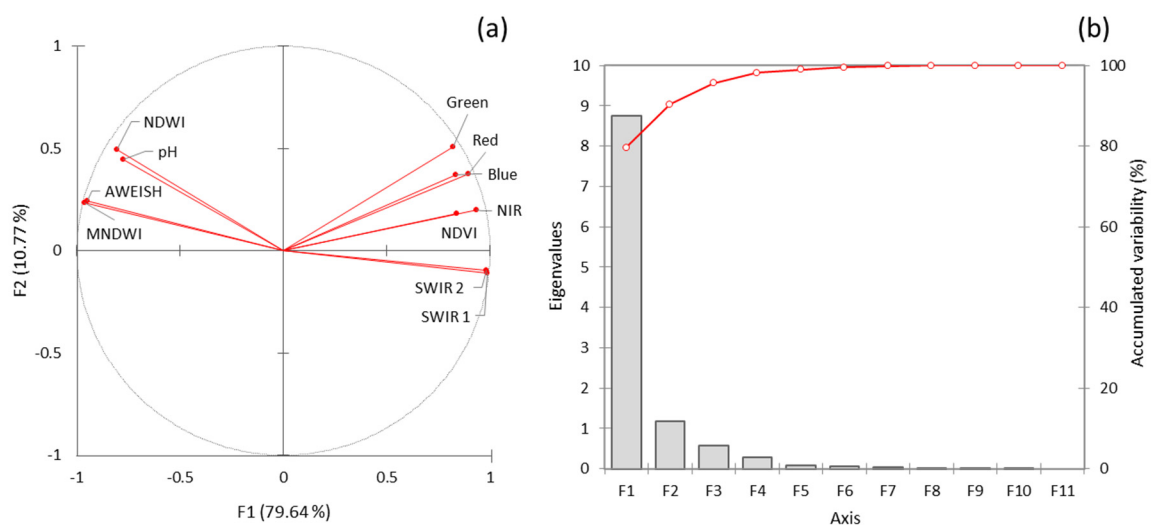 (a)
1
0.5
0
-0.5
-1
-1
-0.5
0
0.5
1
F2 (10.77 %)
F1 (79.64 %)
NDWI
pH
AWEISH
MNDWI
Green
Red
Blue
NIR
NDVI
SWIR 2
SWIR 1
(b)
10
9
8
7
6
5
4
3
2
1
0
Eigenvalues
100
80
60
40
20
0
Accumulated variability (%)
F1 F2 F3 F4 F5 F6 F7 F8 F9 F10 F11
Axis